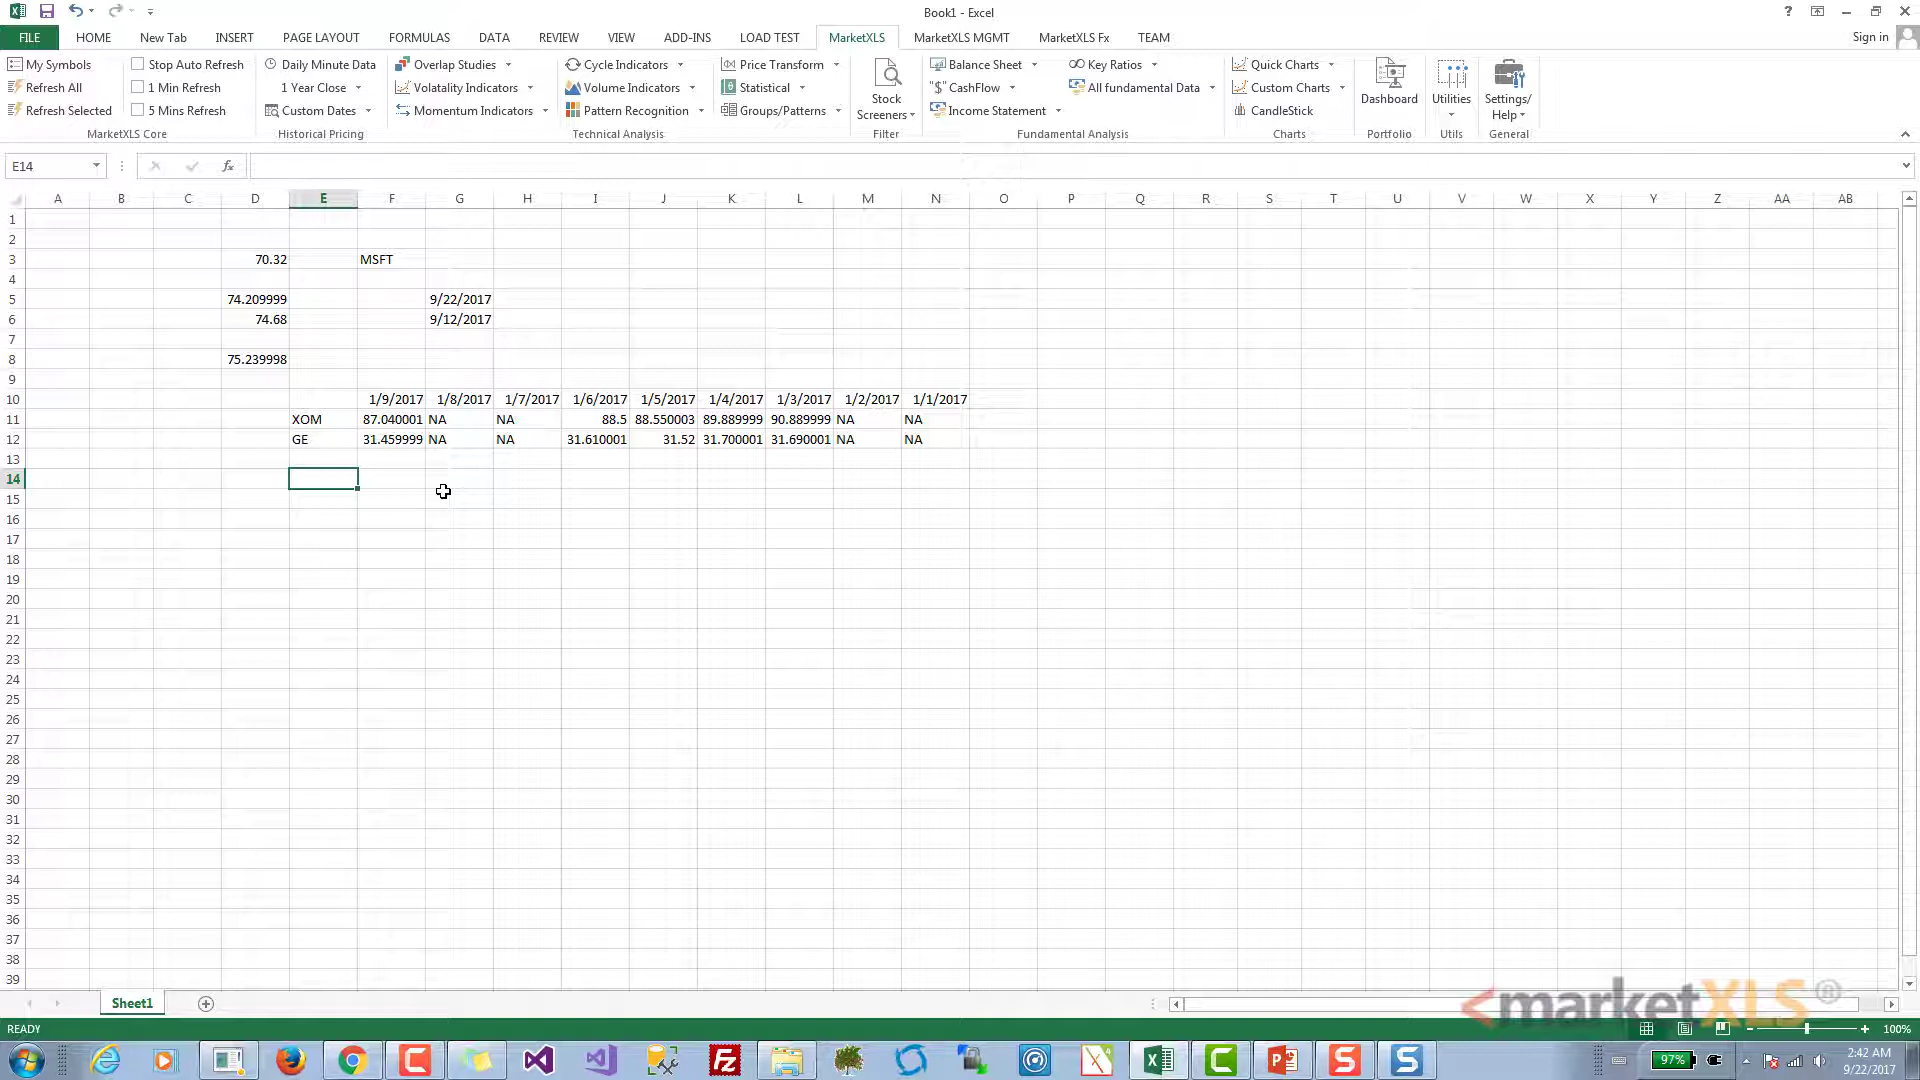 Book1 - Excel
?
FILE HOME New Tab INSERT PAGE LAYOUT FORMULAS DATA REVIEW VIEW ADD-INS LOAD TEST MarketXLS MarketXLS MGMT MarketXLS Fx TEAM Sign in
My Symbols Stop Auto Refresh Daily Minute Data Overlap Studies Cycle Indicators Price Transform Balance Sheet Key Ratios Quick Charts
Refresh All 1 Min Refresh 1 Year Close Volatality Indicators Volume Indicators Statistical CashFlow All fundamental Data Custom Charts
Refresh Selected 5 Mins Refresh Custom Dates Momentum Indicators Pattern Recognition Groups/Patterns Income Statement CandleStick
Stock Screeners Dashboard Utilities Settings/ Help
MarketXLS Core Historical Pricing Technical Analysis Filter Fundamental Analysis Charts Portfolio Utils General
E14 fx
A B C D E F G H I J K L M N O P Q R S T U V W X Y Z AA AB
1
2
3 70.32 MSFT
4
5 74.209999 9/22/2017
6 74.68 9/12/2017
7
8 75.239998
9
10 1/9/2017 1/8/2017 1/7/2017 1/6/2017 1/5/2017 1/4/2017 1/3/2017 1/2/2017 1/1/2017
11 XOM 87.040001 NA NA 88.5 88.550003 89.889999 90.889999 NA NA
12 GE 31.459999 NA NA 31.610001 31.52 31.700001 31.690001 NA NA
13
14
15
16
17
18
19
20
21
22
23
24
25
26
27
28
29
30
31
32
33
34
35
36
37
38
39
Sheet1
<marketXLS®
READY 100%
97% 2:42 AM
9/22/2017